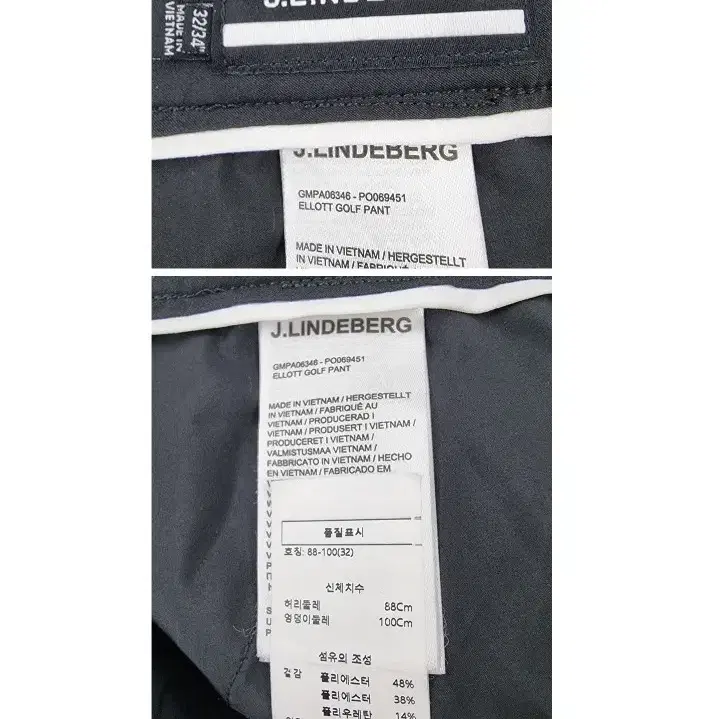 J.LINDEBERG
32/34"
MADE IN
VIETNAM
J.LINDEBERG
GMPA06346 - PO069451
ELLOTT GOLF PANT
MADE IN VIETNAM / HERGESTELLT
IN VIETNAM / FABRIQUÉ AU
J.LINDEBERG
GMPA06346 - PO069451
ELLOTT GOLF PANT
MADE IN VIETNAM / HERGESTELLT
IN VIETNAM / FABRIQUÉ AU
VIETNAM / PRODUCERAD I
VIETNAM / PRODUSERT I VIETNAM /
PRODUCERET I VIETNAM /
VALMISTUSMAA VIETNAM /
FABBRICATO IN VIETNAM / HECHO
EN VIETNAM / FABRICADO EM
품질표시
호칭: 88-100(32)
신체치수
허리둘레 88Cm
엉덩이둘레 100Cm
섬유의 조성
겉감 폴리에스터 48%
폴리에스터 38%
폴리우레탄 14%